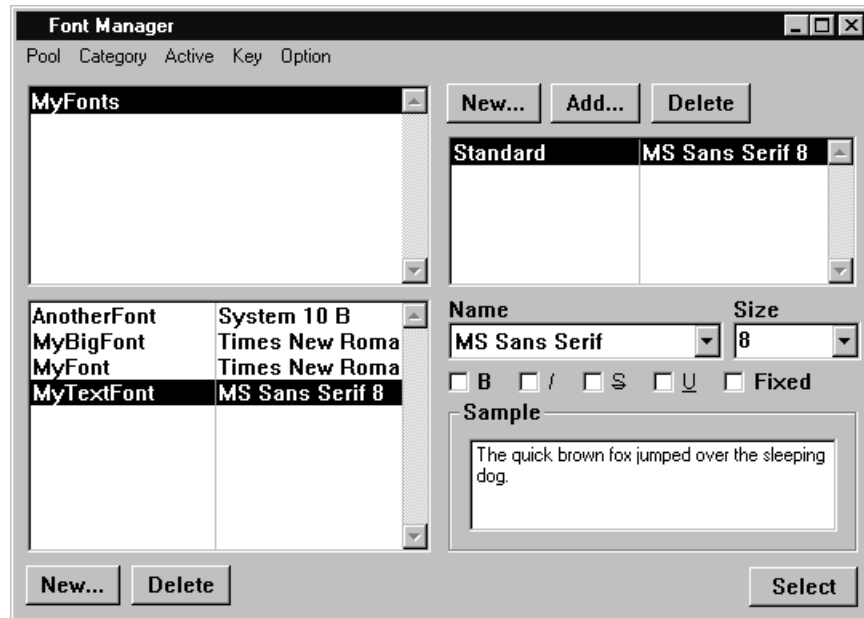 Font Manager
Pool Category Active Key Option
MyFonts
New... Add... Delete
Standard MS Sans Serif 8
AnotherFont System 10 B
MyBigFont Times New Roma
MyFont Times New Roma
MyTextFont MS Sans Serif 8
Name Size
MS Sans Serif 8
B I S U Fixed
Sample
The quick brown fox jumped over the sleeping
dog.
New... Delete
Select